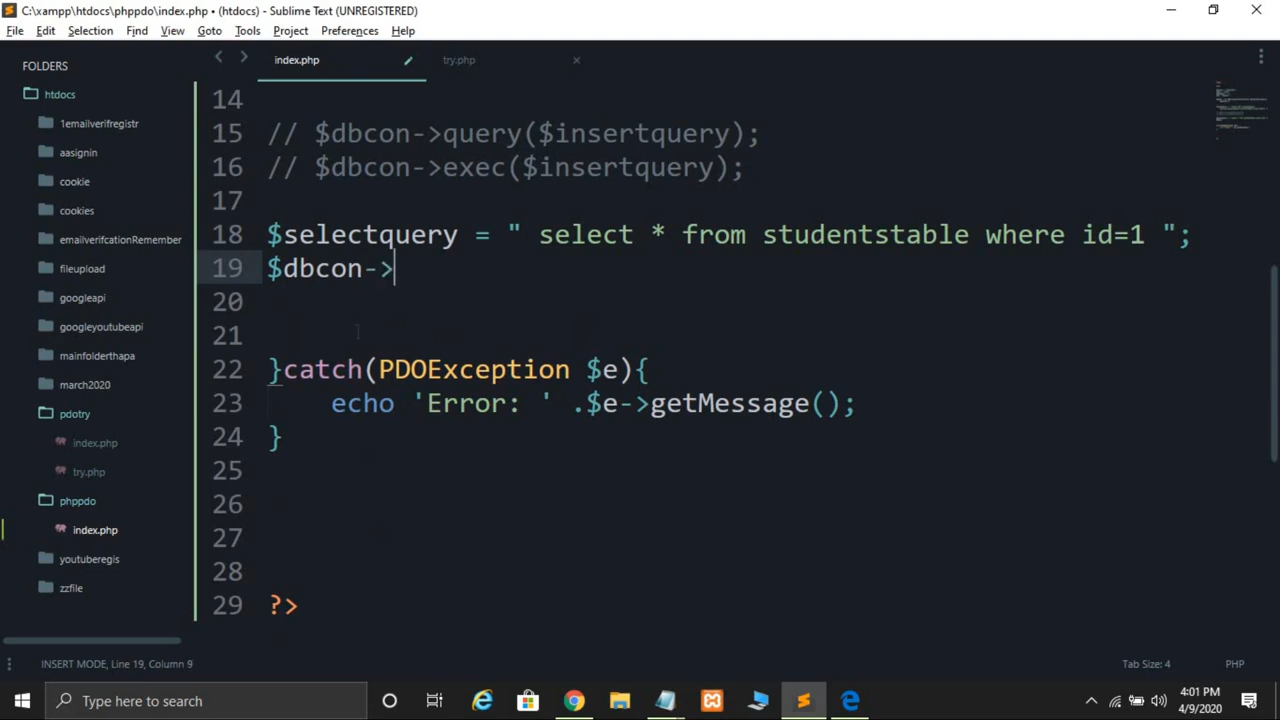 C:\xampp\htdocs\phppdo\index.php • (htdocs) - Sublime Text (UNREGISTERED)
File Edit Selection Find View Goto Tools Project Preferences Help
FOLDERS
htdocs
1emailverifregistr
aasignin
cookie
cookies
emailverifcationRemember
fileupload
googleapi
googleyoutubeapi
mainfolderthapa
march2020
pdotry
index.php
try.php
phppdo
index.php
youtuberegis
zzfile
index.php try.php
14
15 // $dbcon->query($insertquery);
16 // $dbcon->exec($insertquery);
17
18 $selectquery = " select * from studentstable where id=1 ";
19 $dbcon->
20
21
22 }catch(PDOException $e){
23 echo 'Error: ' .$e->getMessage();
24 }
25
26
27
28
29 ?>
INSERT MODE, Line 19, Column 9 Tab Size: 4 PHP
Type here to search
4:01 PM
4/9/2020